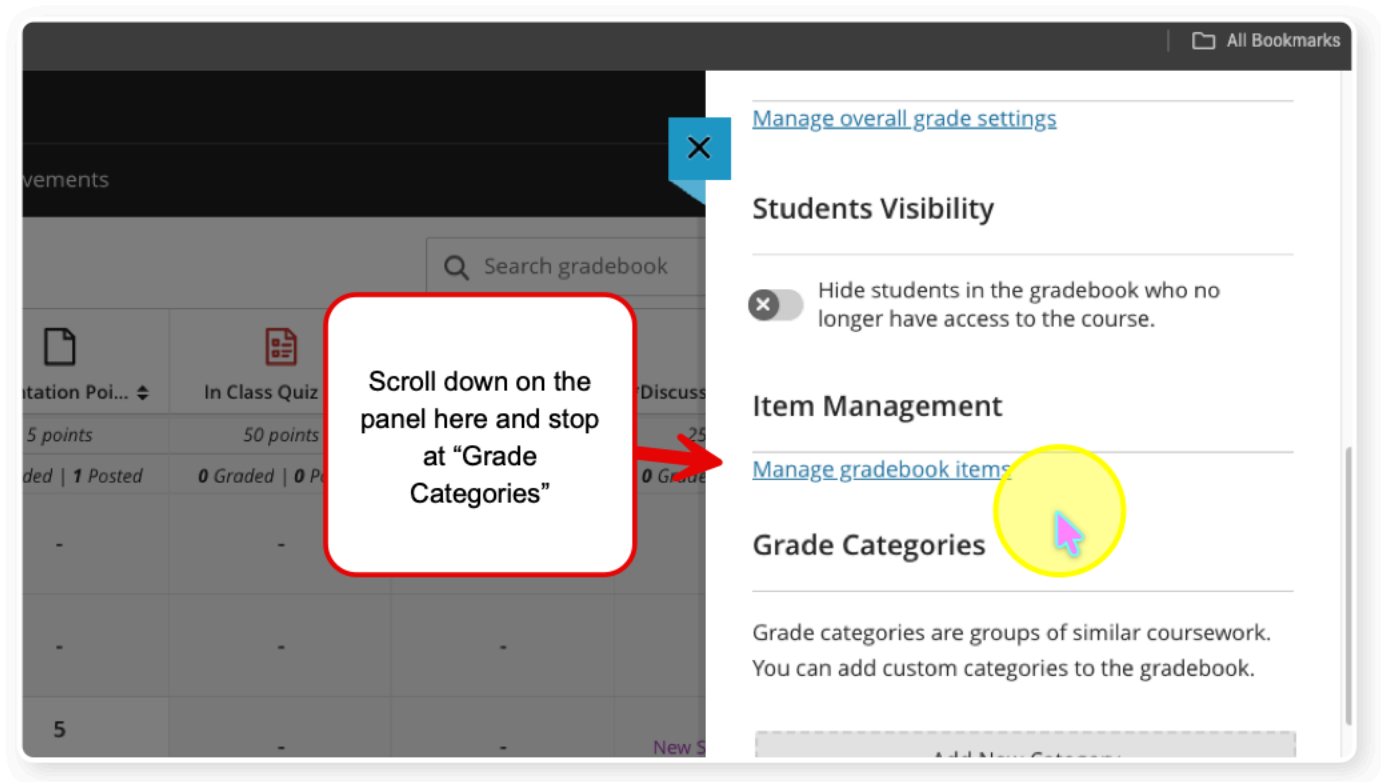 All Bookmarks
Manage overall grade settings
vements
Students Visibility
Search gradebook
Hide students in the gradebook who no
longer have access to the course.
Scroll down on the
panel here and stop
at “Grade
Categories”
ntation Poi...
In Class Quiz
Discuss
Item Management
5 points
50 points
25
ded | 1 Posted
0 Graded | 0 P
0 Grade
Manage gradebook items
-
-
Grade Categories
Grade categories are groups of similar coursework.
You can add custom categories to the gradebook.
-
-
-
5
-
-
New S
Add New Category